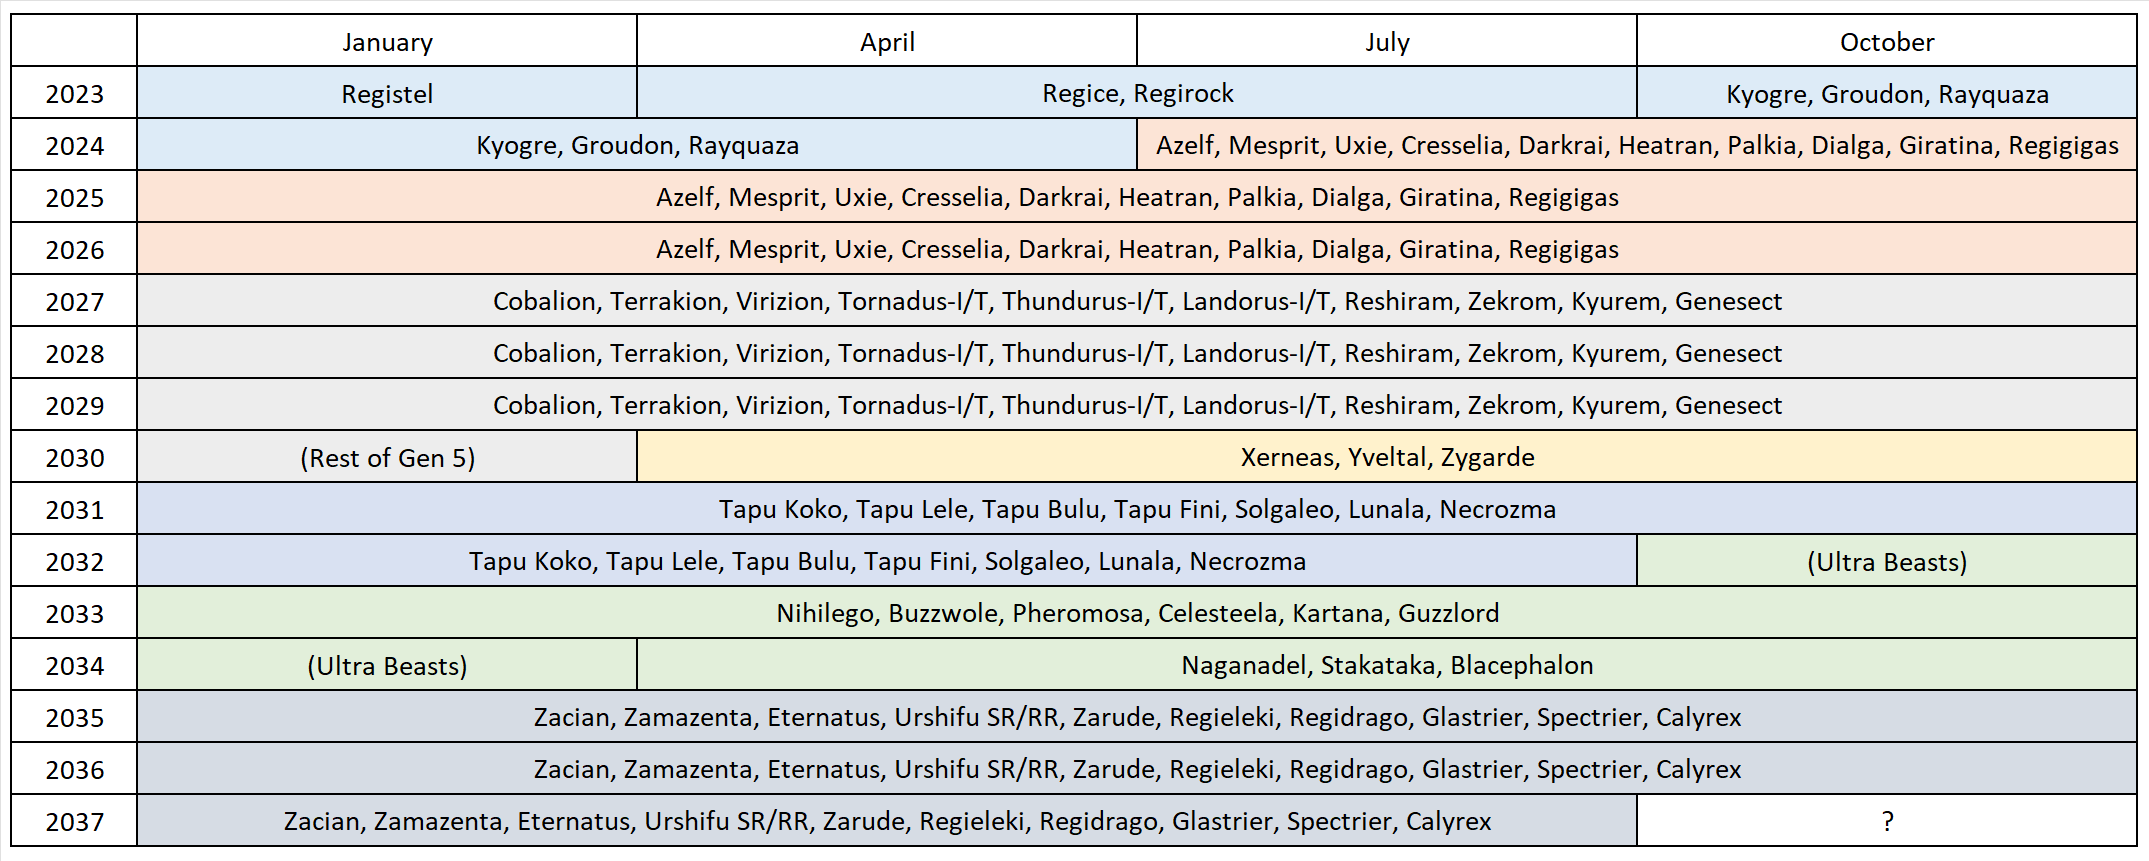 January April July October
2023 Registel Regice, Regirock Kyogre, Groudon, Rayquaza
2024 Kyogre, Groudon, Rayquaza Azelf, Mesprit, Uxie, Cresselia, Darkrai, Heatran, Palkia, Dialga, Giratina, Regigigas
2025 Azelf, Mesprit, Uxie, Cresselia, Darkrai, Heatran, Palkia, Dialga, Giratina, Regigigas
2026 Azelf, Mesprit, Uxie, Cresselia, Darkrai, Heatran, Palkia, Dialga, Giratina, Regigigas
2027 Cobalion, Terrakion, Virizion, Tornadus-I/T, Thundurus-I/T, Landorus-I/T, Reshiram, Zekrom, Kyurem, Genesect
2028 Cobalion, Terrakion, Virizion, Tornadus-I/T, Thundurus-I/T, Landorus-I/T, Reshiram, Zekrom, Kyurem, Genesect
2029 Cobalion, Terrakion, Virizion, Tornadus-I/T, Thundurus-I/T, Landorus-I/T, Reshiram, Zekrom, Kyurem, Genesect
2030 (Rest of Gen 5) Xerneas, Yveltal, Zygarde
2031 Tapu Koko, Tapu Lele, Tapu Bulu, Tapu Fini, Solgaleo, Lunala, Necrozma
2032 Tapu Koko, Tapu Lele, Tapu Bulu, Tapu Fini, Solgaleo, Lunala, Necrozma (Ultra Beasts)
2033 Nihilego, Buzzwole, Pheromosa, Celesteela, Kartana, Guzzlord
2034 (Ultra Beasts) Naganadel, Stakataka, Blacephalon
2035 Zacian, Zamazenta, Eternatus, Urshifu SR/RR, Zarude, Regieleki, Regidrago, Glastrier, Spectrier, Calyrex
2036 Zacian, Zamazenta, Eternatus, Urshifu SR/RR, Zarude, Regieleki, Regidrago, Glastrier, Spectrier, Calyrex
2037 Zacian, Zamazenta, Eternatus, Urshifu SR/RR, Zarude, Regieleki, Regidrago, Glastrier, Spectrier, Calyrex ?